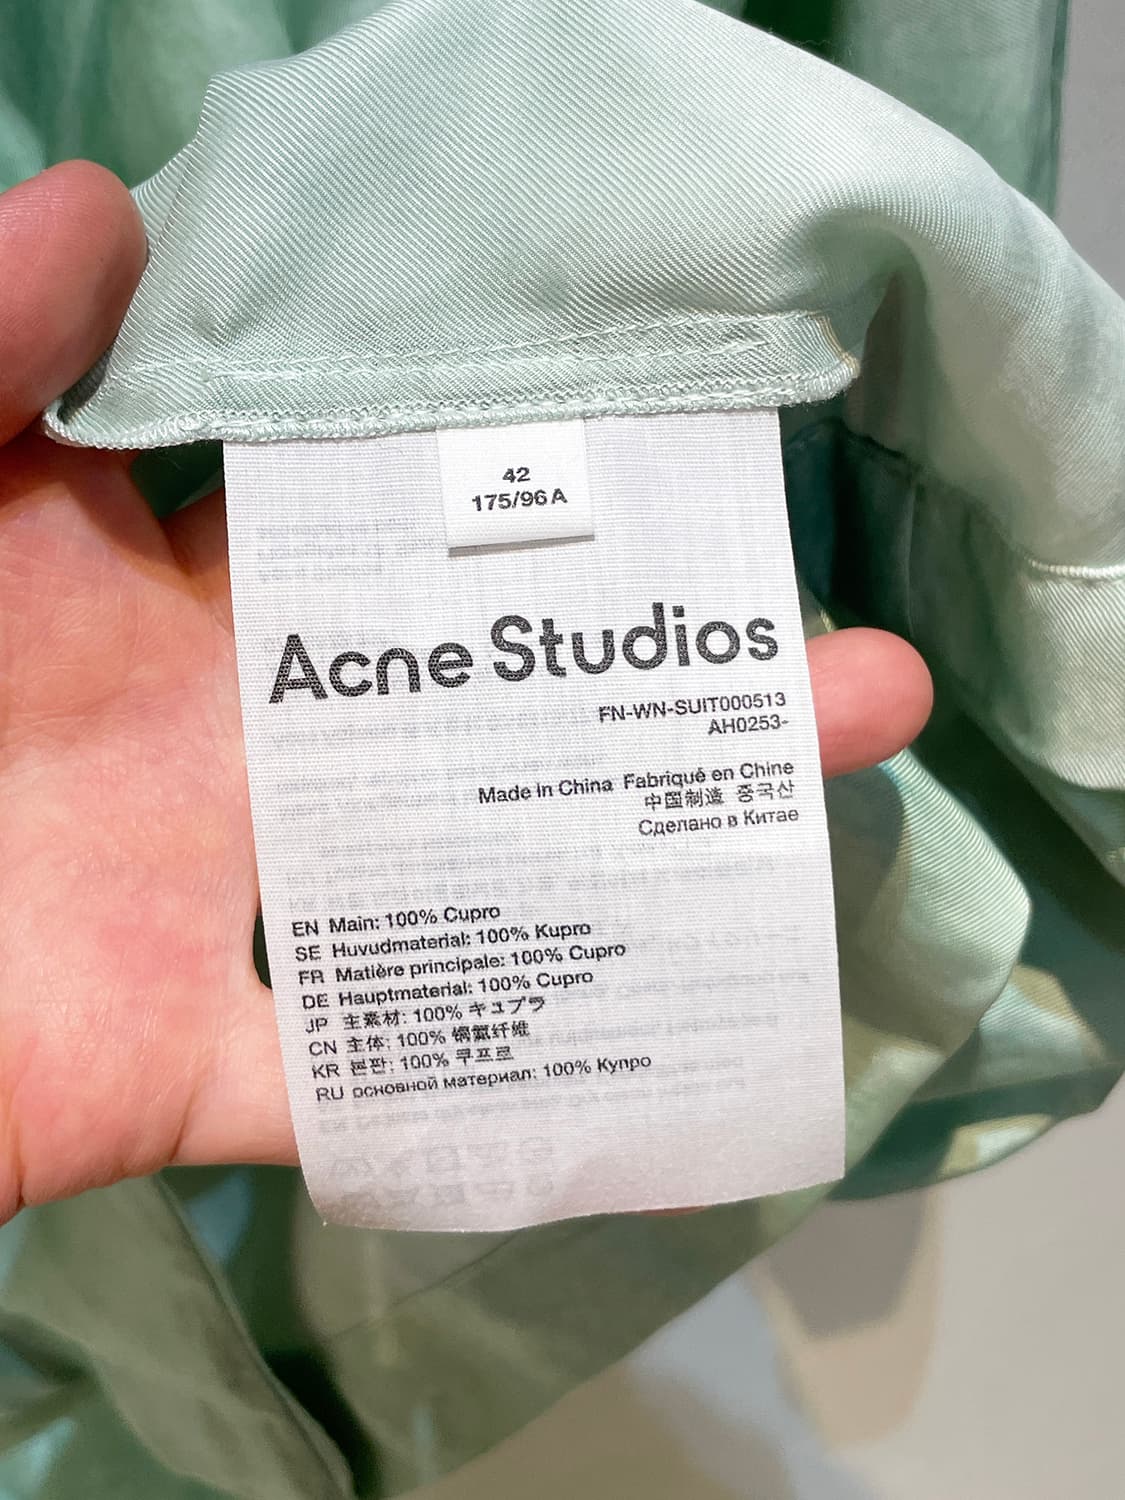 42
175/96A
Acne Studios
FN-WN-SUIT000513
AH0253-
Made in China Fabriqué en Chine
中国制造 중국산
Сделано в Китае
EN Main: 100% Cupro
SE Huvudmaterial: 100% Kupro
FR Matière principale: 100% Cupro
DE Hauptmaterial: 100% Cupro
JP 主素材: 100% キュプラ
CN 主体: 100% 铜氨纤维
KR 본판: 100% 쿠프로
RU основной материал: 100% Купро